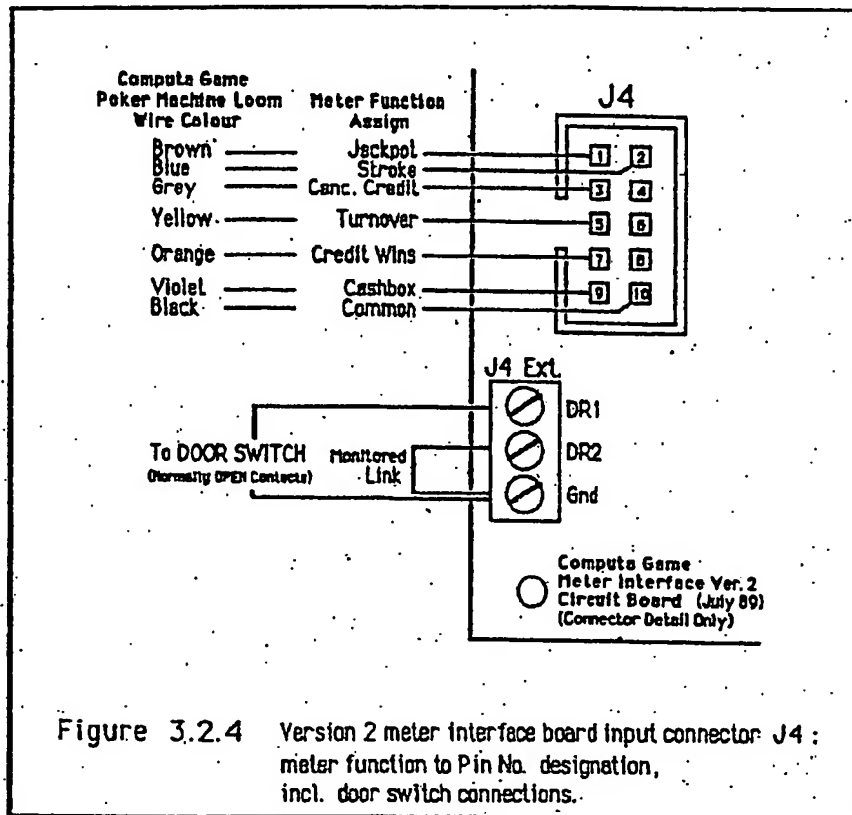 Computa Game
Poker Machine Loom
Wire Colour
Meter Function
Assign
J4
Brown Jackpot 1 2
Blue Stroke
Grey Canc. Credit 3 4
Yellow Turnover 5 6
Orange Credit Wins 7 8
Violet Cashbox 9 10
Black Common
J4 Ext.
DR1
To DOOR SWITCH
(Normally OPEN Contacts)
Monitored
Link
DR2
Gnd
Computa Game
Meter Interface Ver. 2
Circuit Board (July 89)
(Connector Detail Only)
Figure 3.2.4 Version 2 meter interface board input connector J4 :
meter function to Pin No. designation,
incl. door switch connections.